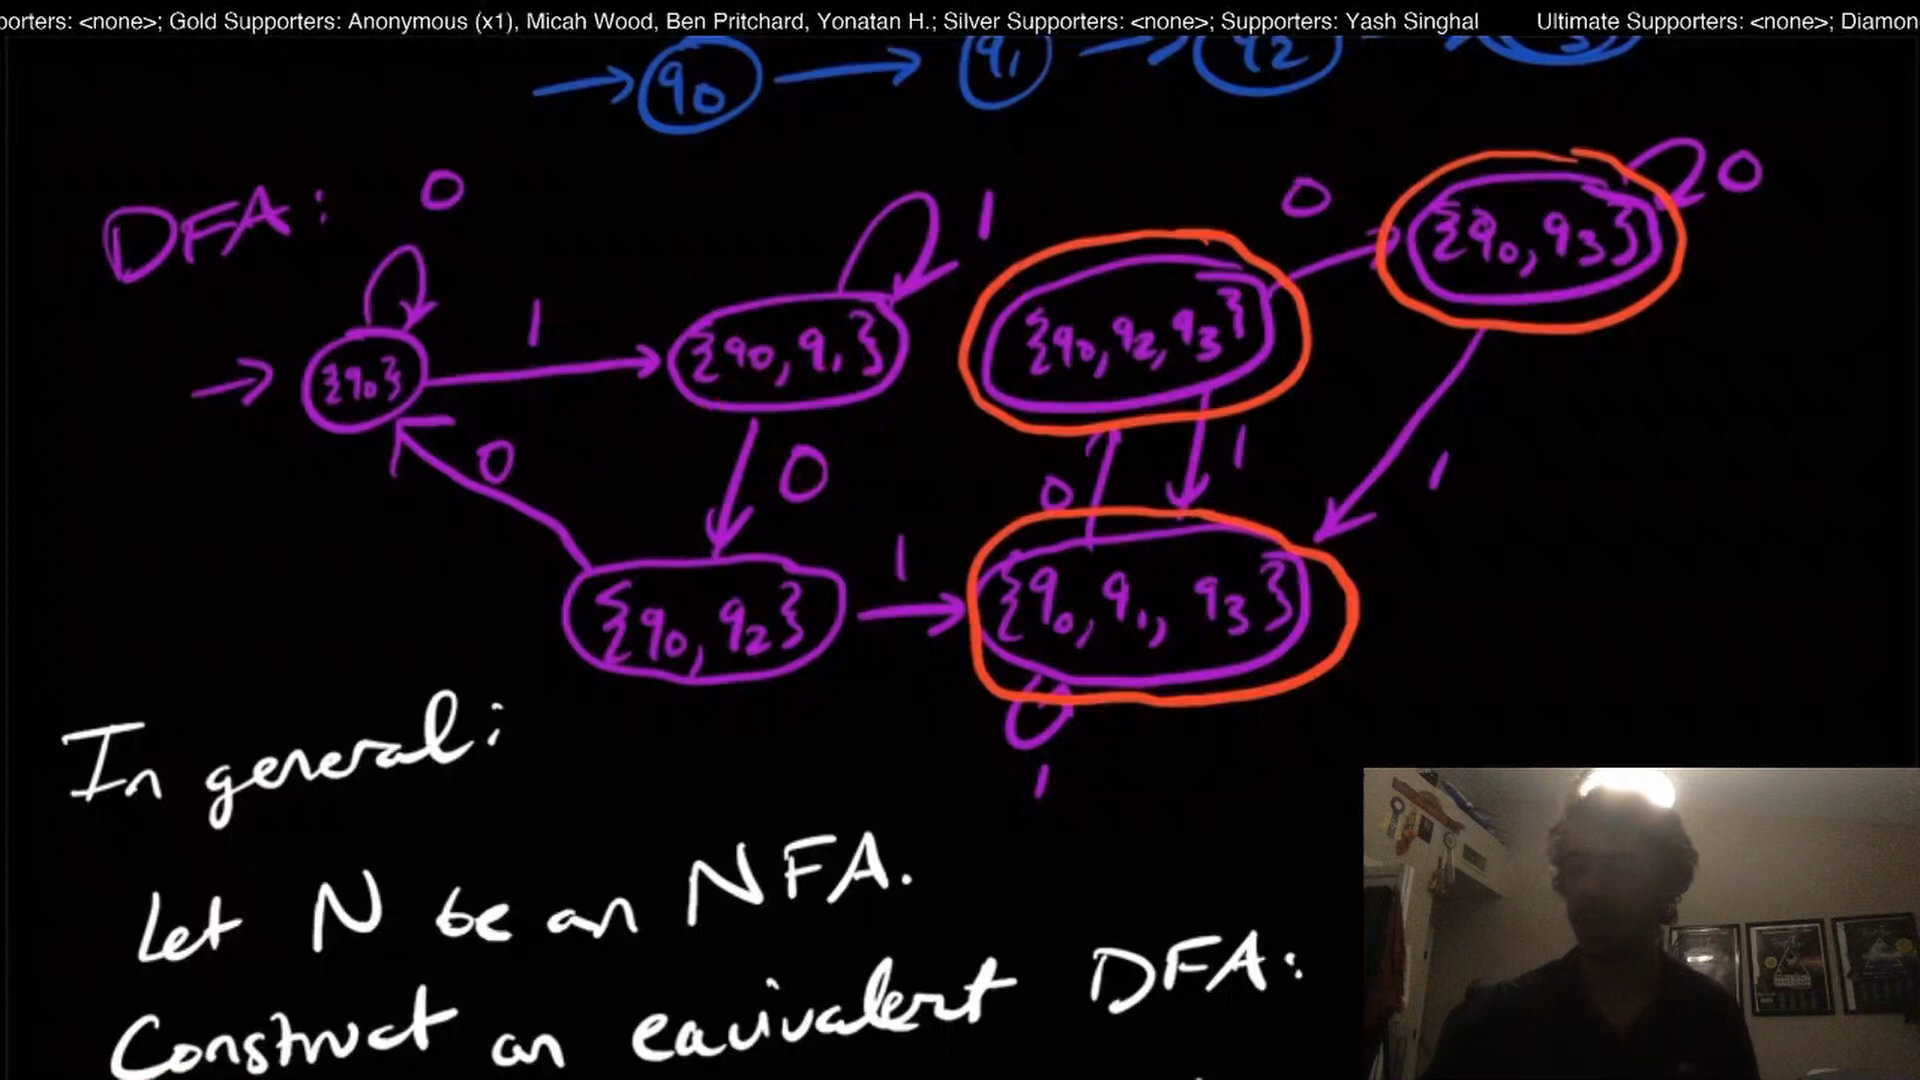 porters: <none>; Gold Supporters: Anonymous (x1), Micah Wood, Ben Pritchard, Yonatan H.; Silver Supporters: <none>; Supporters: Yash Singhal Ultimate Supporters: <none>; Diamon
q0 q1 q2
DFA: 0 1 0 {q0,q3} 0
{q0} 1 {q0,q1} {q0,q2,q3}
0 0 0 1 1
{q0,q2} 1 {q0,q1,q3}
1
In general:
Let N be an NFA.
Construct an equivalent DFA: